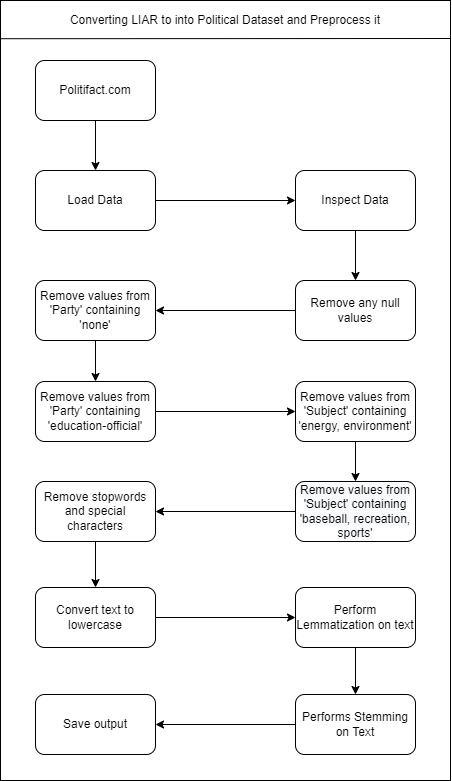 Converting LIAR to into Political Dataset and Preprocess it
Politifact.com
Load Data
Inspect Data
Remove any null
values
Remove values from
'Party' containing
'none'
Remove values from
'Party' containing
'education-official'
Remove values from
'Subject' containing
'energy, environment'
Remove values from
'Subject' containing
'baseball, recreation,
sports'
Remove stopwords
and special
characters
Convert text to
lowercase
Perform
Lemmatization on text
Performs Stemming
on Text
Save output